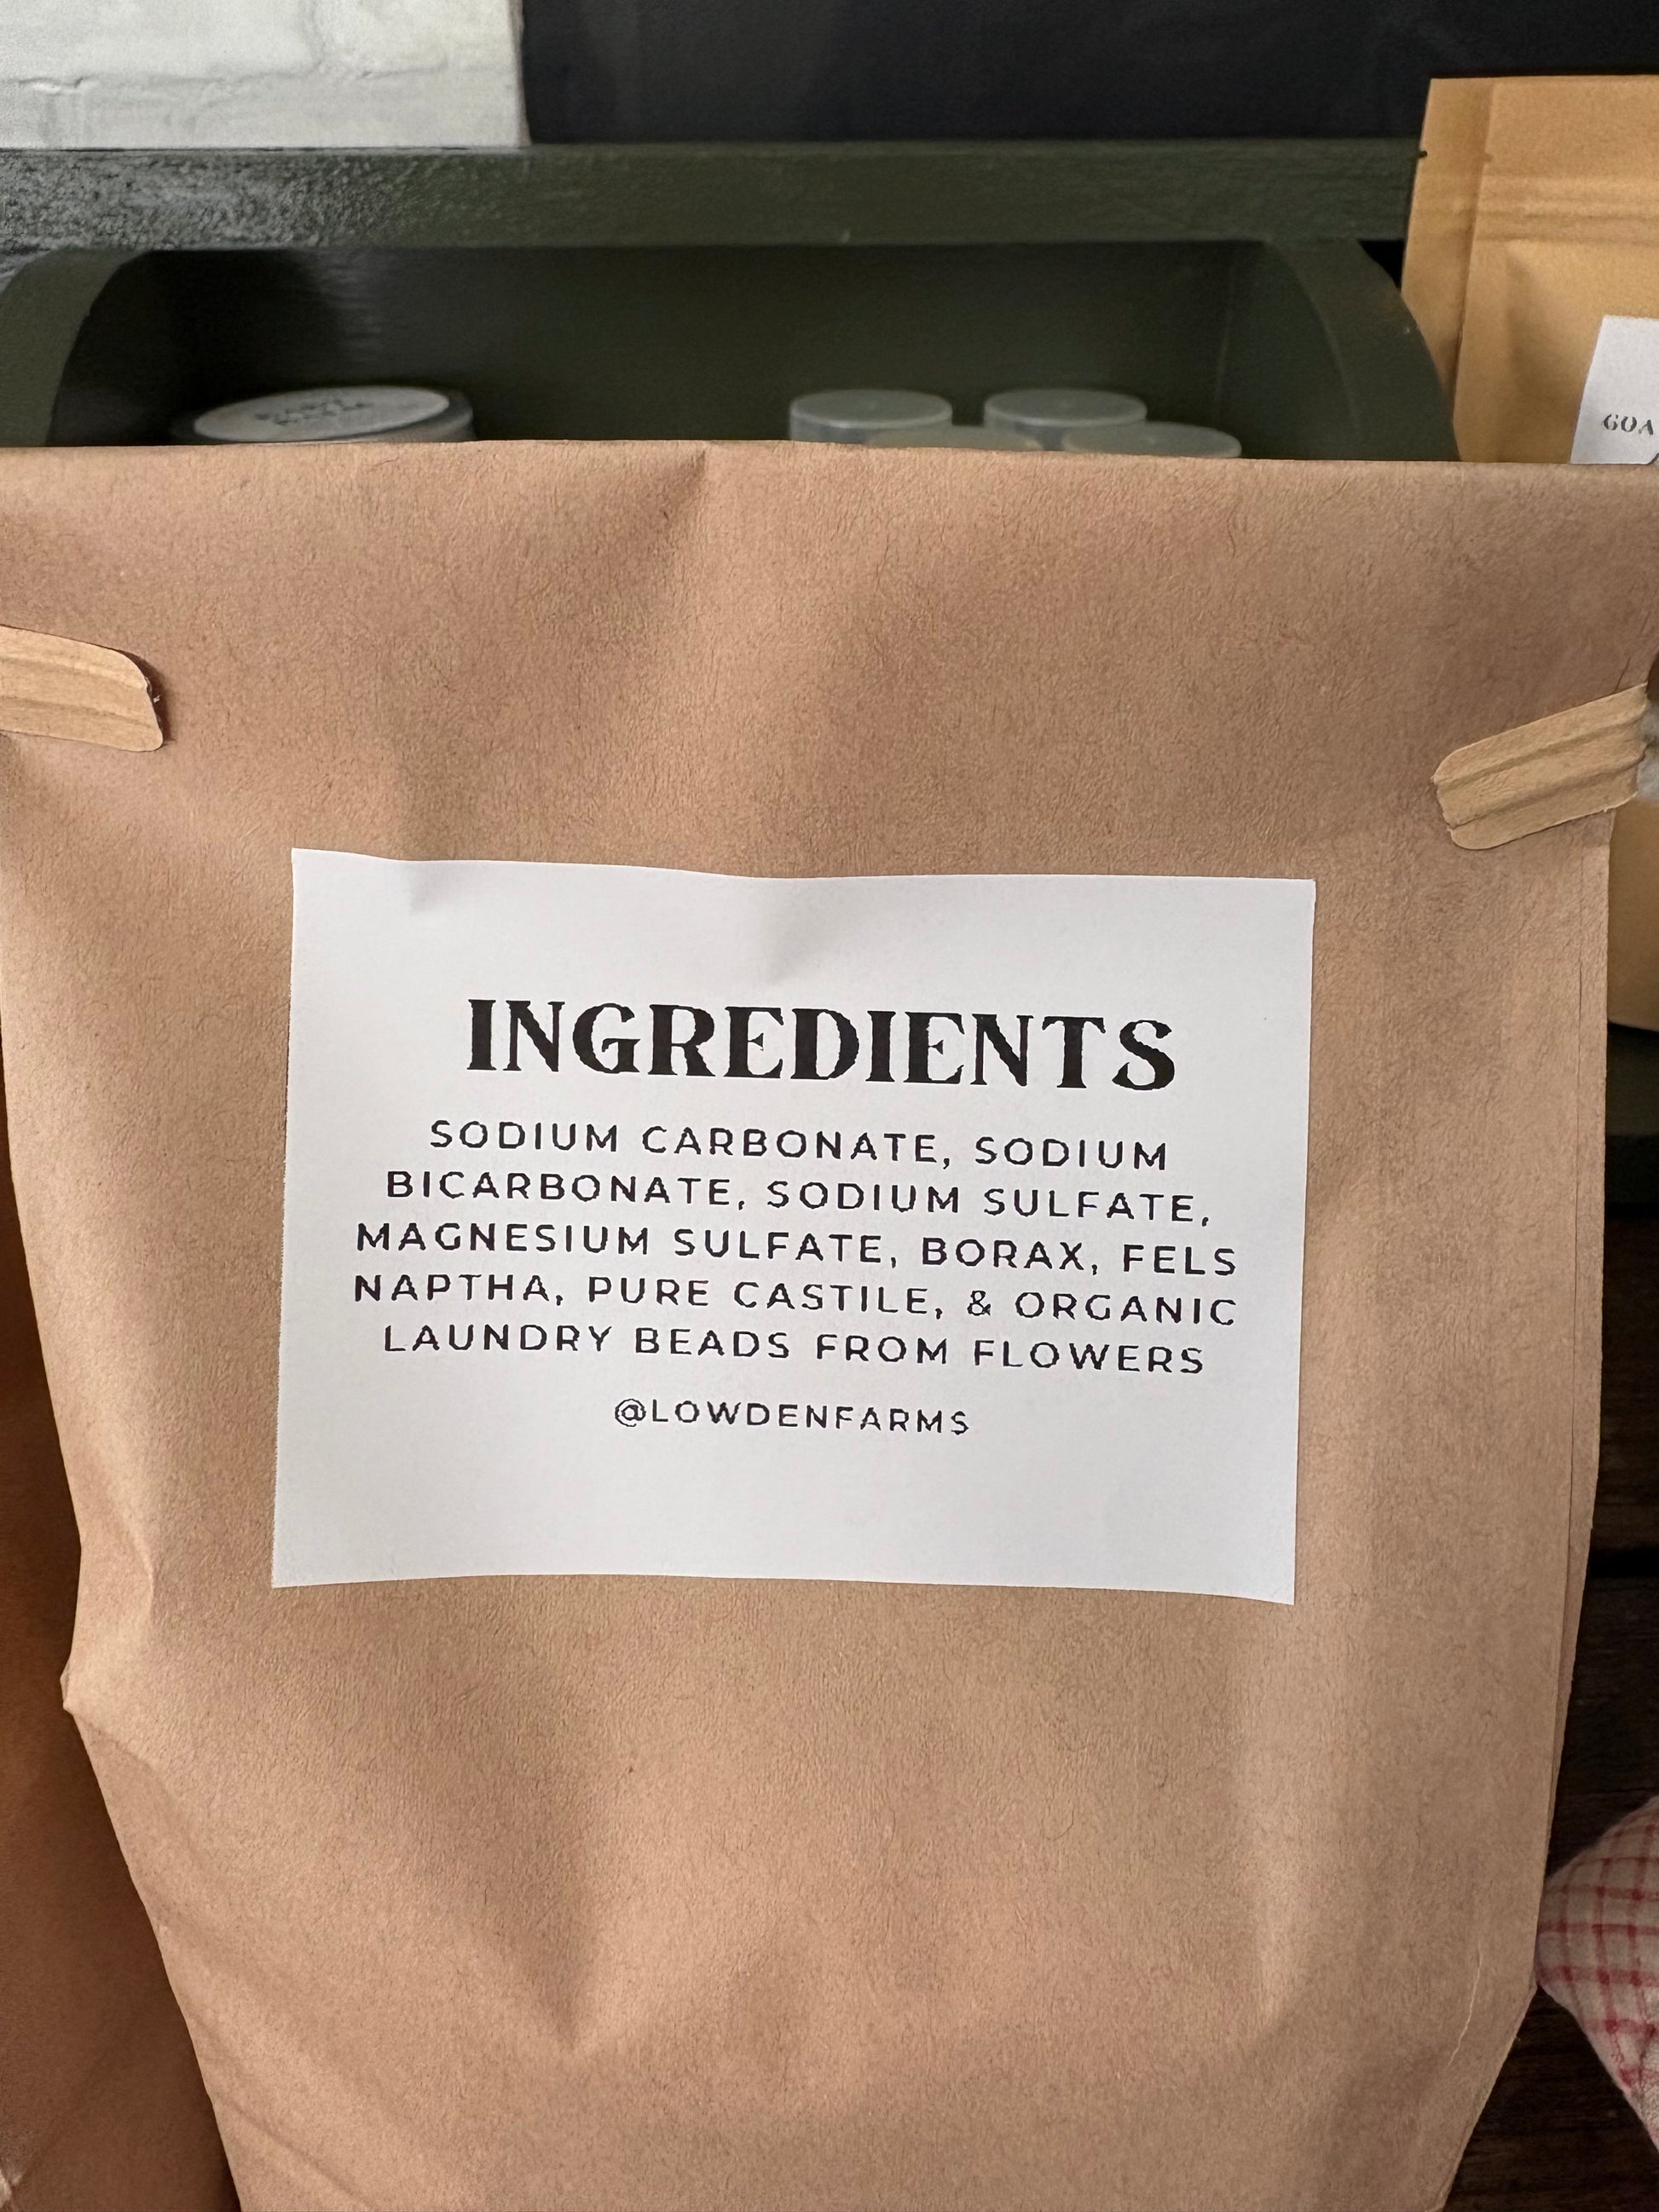 GOA
INGREDIENTS
SODIUM CARBONATE, SODIUM
BICARBONATE, SODIUM SULFATE,
MAGNESIUM SULFATE, BORAX, FELS
NAPTHA, PURE CASTILE, & ORGANIC
LAUNDRY BEADS FROM FLOWERS
@LOWDENFARMS